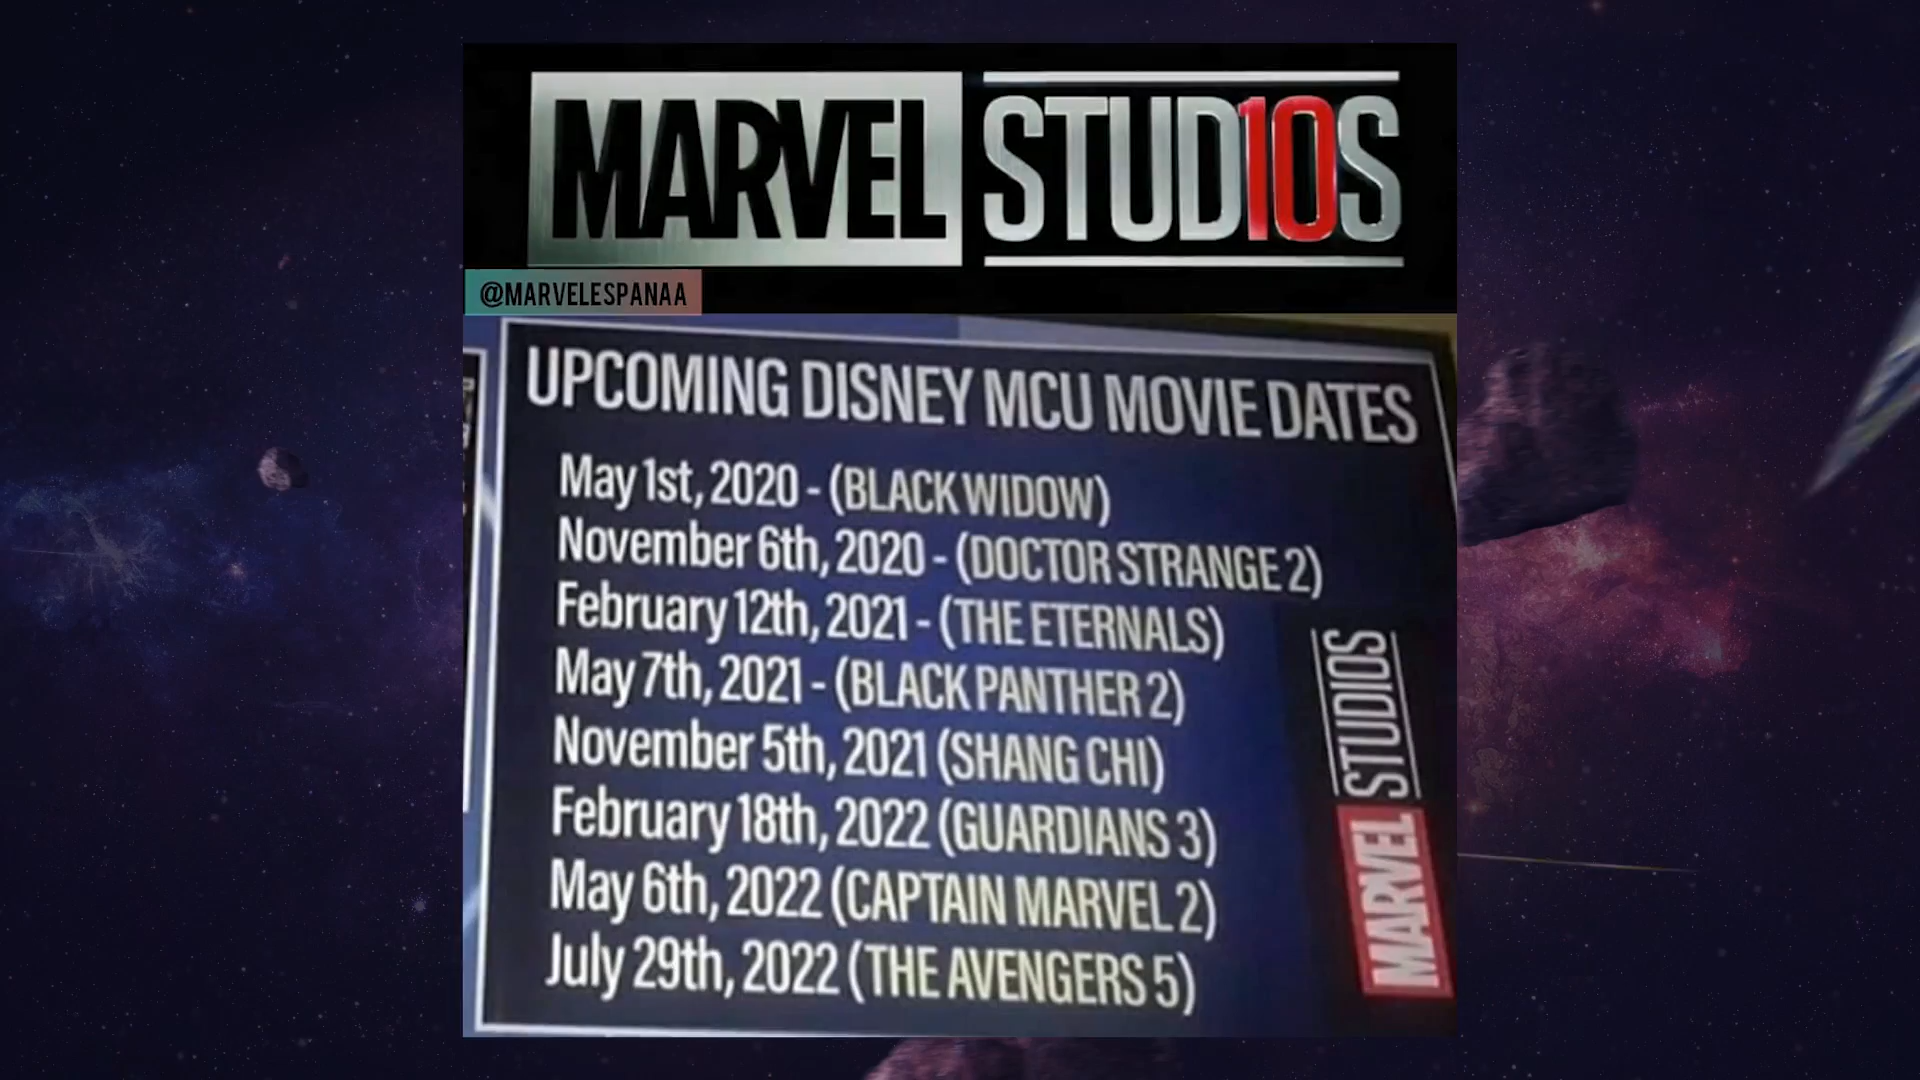 MARVEL STUD10S
@MARVELESPANAA
UPCOMING DISNEY MCU MOVIE DATES
May 1st, 2020 - (BLACK WIDOW)
November 6th, 2020 - (DOCTOR STRANGE 2)
February 12th, 2021 - (THE ETERNALS)
May 7th, 2021 - (BLACK PANTHER 2)
November 5th, 2021 (SHANG CHI)
February 18th, 2022 (GUARDIANS 3)
May 6th, 2022 (CAPTAIN MARVEL 2)
July 29th, 2022 (THE AVENGERS 5)
MARVEL STUDIOS